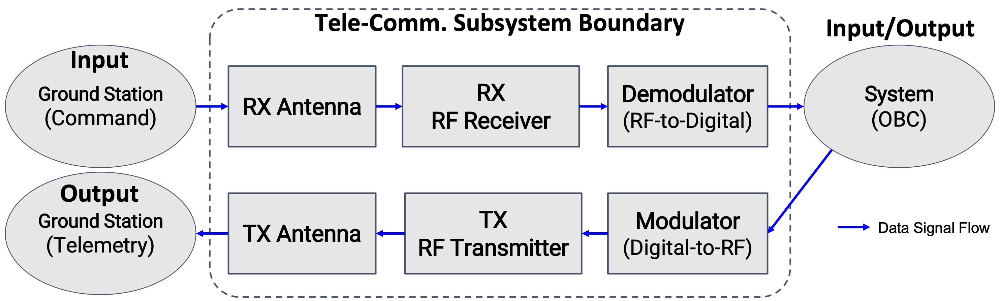 Tele-Comm. Subsystem Boundary
Input/Output
Input
Ground Station
(Command)
RX Antenna
RX
RF Receiver
Demodulator
(RF-to-Digital)
System
(OBC)
Output
Ground Station
(Telemetry)
TX Antenna
TX
RF Transmitter
Modulator
(Digital-to-RF)
Data Signal Flow